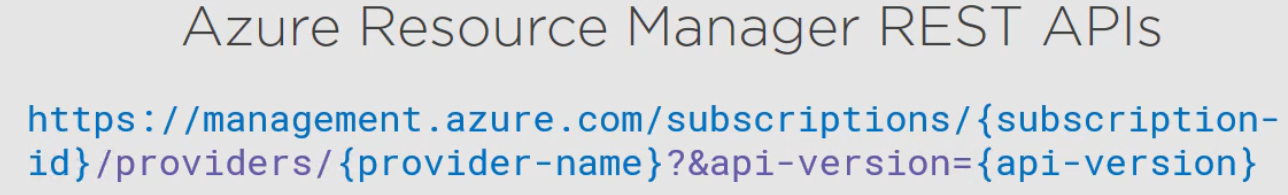 Azure Resource Manager REST APIs
https://management.azure.com/subscriptions/{subscription-
id}/providers/{provider-name}?&api-version={api-version}